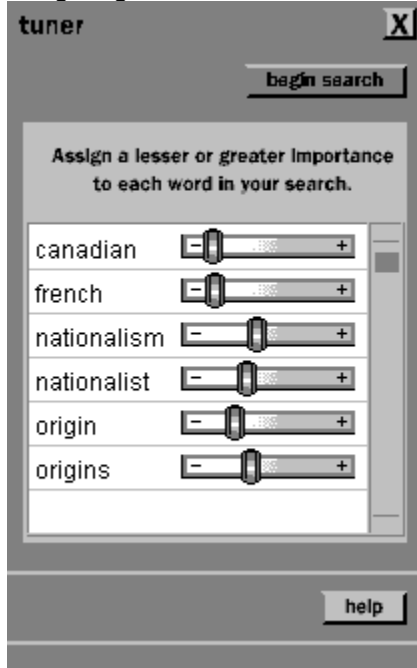 tuner X
begin search
Assign a lesser or greater importance
to each word in your search.
canadian - +
french - +
nationalism - +
nationalist - +
origin - +
origins - +
help